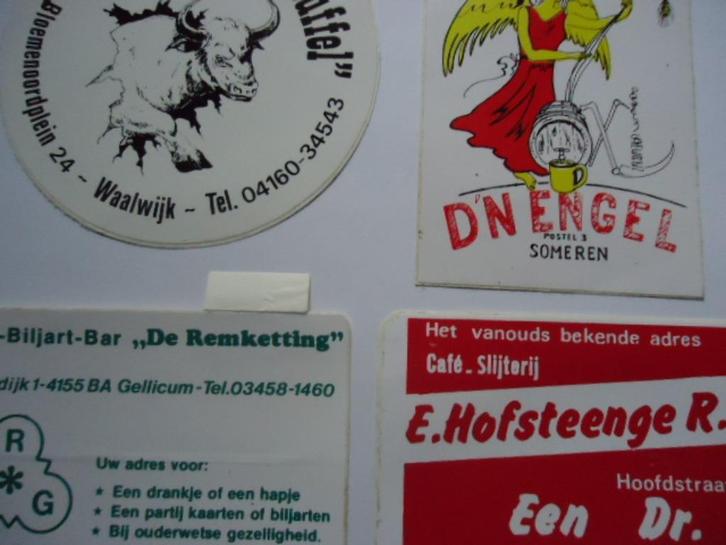 Buffel"
Bloemenoordplein 24 - Waalwijk - Tel. 04160-34543
D'N ENGEL
POSTEL 3
SOMEREN
-Biljart-Bar „De Remketting"
dijk 1-4155 BA Gellicum-Tel.03458-1460
R
* G
Uw adres voor:
* Een drankje of een hapje
* Een partij kaarten of biljarten
* Bij ouderwetse gezelligheid.
Het vanouds bekende adres
Café - Slijterij
E.Hofsteenge R.
Hoofdstraat
Een Dr.